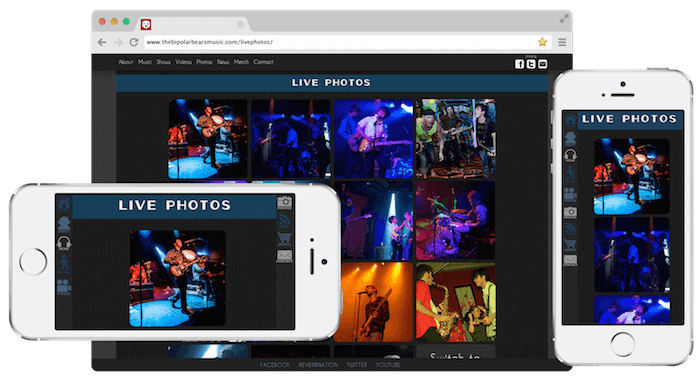 www.thebipolarbearsmusic.com/livephotos/
About Music Shows Videos Photos News Merch Contact
LIVE PHOTOS
LIVE PHOTOS
LIVE PHOTOS
Switch to
FACEBOOK REVERBNATION TWITTER YOUTUBE